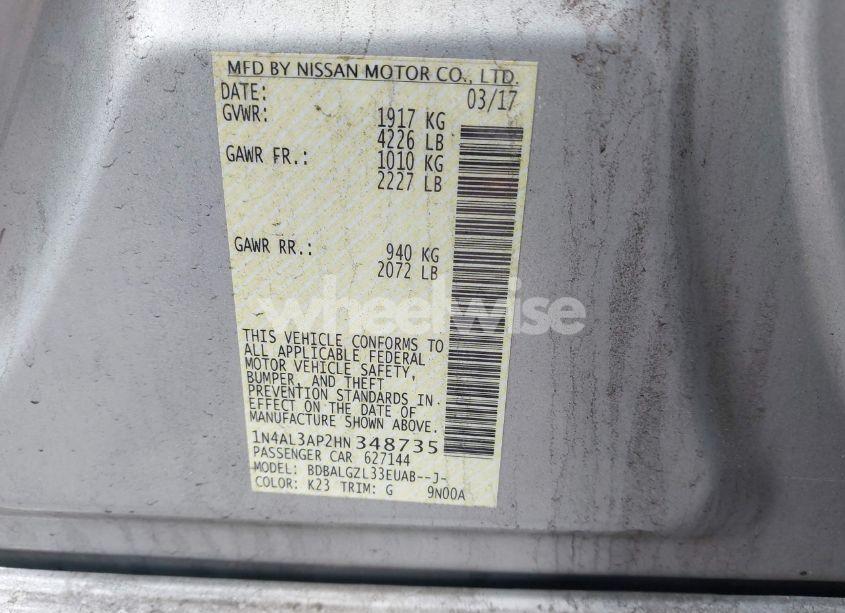 MFD BY NISSAN MOTOR CO., LTD.
DATE: 03/17
GVWR: 1917 KG
4226 LB
GAWR FR.: 1010 KG
2227 LB
GAWR RR.: 940 KG
2072 LB
wheelwise
THIS VEHICLE CONFORMS TO
ALL APPLICABLE FEDERAL
MOTOR VEHICLE SAFETY,
BUMPER, AND THEFT
PREVENTION STANDARDS IN
EFFECT ON THE DATE OF
MANUFACTURE SHOWN ABOVE.
1N4AL3AP2HN348735
PASSENGER CAR 627144
MODEL: BDBALGZL33EUAB--J-
COLOR: K23 TRIM: G 9N00A